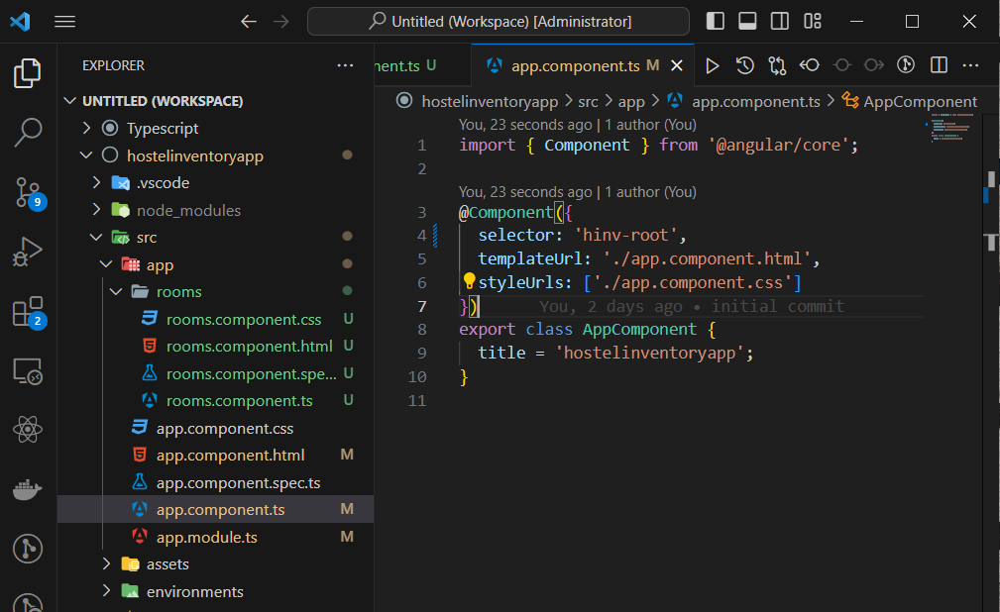 Untitled (Workspace) [Administrator]
EXPLORER
UNTITLED (WORKSPACE)
Typescript
hostelinventoryapp
.vscode
node_modules
src
app
rooms
rooms.component.css U
rooms.component.html U
rooms.component.spe... U
rooms.component.ts U
app.component.css
app.component.html M
app.component.spec.ts
app.component.ts M
app.module.ts M
assets
environments
9
2
nent.ts U
app.component.ts M
hostelinventoryapp > src > app > app.component.ts > AppComponent
You, 23 seconds ago | 1 author (You)
1 import { Component } from '@angular/core';
2
You, 23 seconds ago | 1 author (You)
3 @Component({
4 selector: 'hinv-root',
5 templateUrl: './app.component.html',
6 styleUrls: ['./app.component.css']
7 }) You, 2 days ago • initial commit
8 export class AppComponent {
9 title = 'hostelinventoryapp';
10 }
11